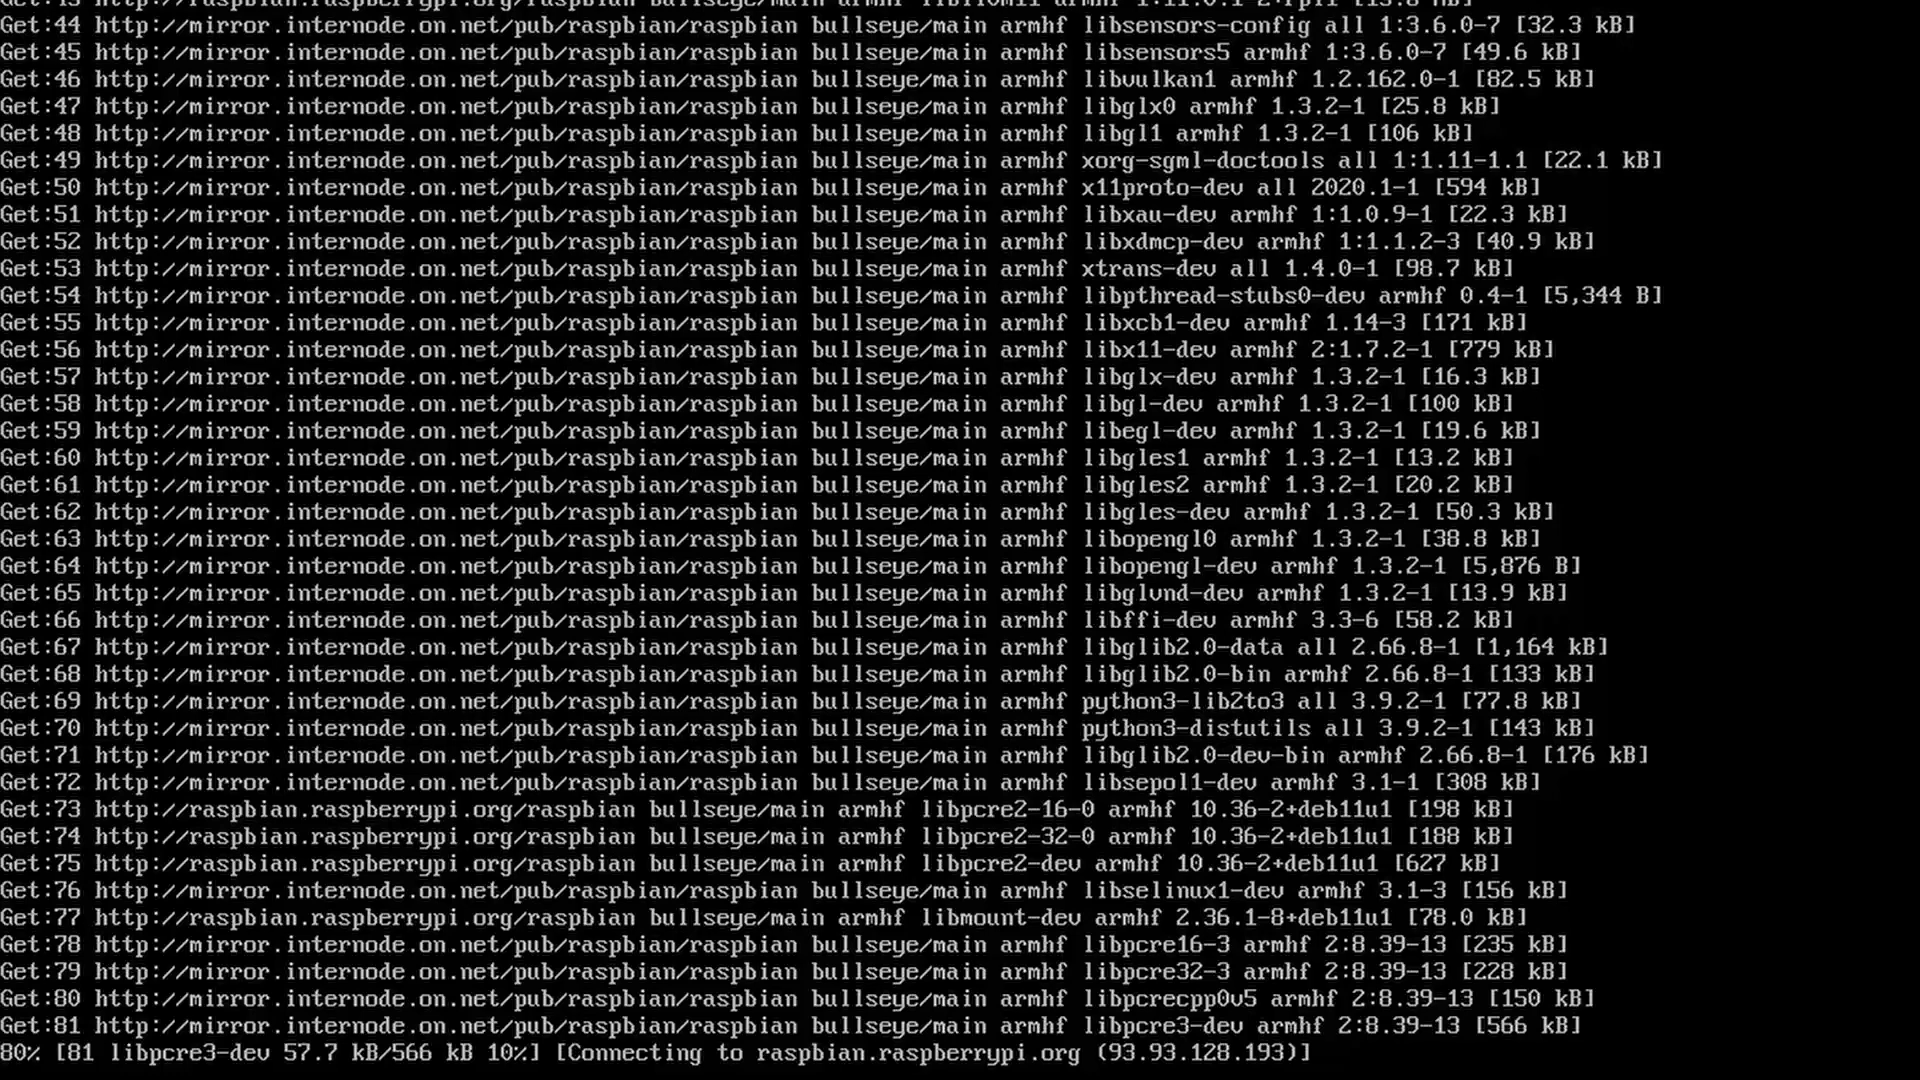 Get:43 http://raspbian.raspberrypi.org/raspbian bullseye/main armhf libllvm11 armhf 1:11.0.1-2+rpi1 [13.8 kB]
Get:44 http://mirror.internode.on.net/pub/raspbian/raspbian bullseye/main armhf libsensors-config all 1:3.6.0-7 [32.3 kB]
Get:45 http://mirror.internode.on.net/pub/raspbian/raspbian bullseye/main armhf libsensors5 armhf 1:3.6.0-7 [49.6 kB]
Get:46 http://mirror.internode.on.net/pub/raspbian/raspbian bullseye/main armhf libvulkan1 armhf 1.2.162.0-1 [82.5 kB]
Get:47 http://mirror.internode.on.net/pub/raspbian/raspbian bullseye/main armhf libglx0 armhf 1.3.2-1 [25.8 kB]
Get:48 http://mirror.internode.on.net/pub/raspbian/raspbian bullseye/main armhf libgl1 armhf 1.3.2-1 [106 kB]
Get:49 http://mirror.internode.on.net/pub/raspbian/raspbian bullseye/main armhf xorg-sgml-doctools all 1:1.11-1.1 [22.1 kB]
Get:50 http://mirror.internode.on.net/pub/raspbian/raspbian bullseye/main armhf x11proto-dev all 2020.1-1 [594 kB]
Get:51 http://mirror.internode.on.net/pub/raspbian/raspbian bullseye/main armhf libxau-dev armhf 1:1.0.9-1 [22.3 kB]
Get:52 http://mirror.internode.on.net/pub/raspbian/raspbian bullseye/main armhf libxdmcp-dev armhf 1:1.1.2-3 [40.9 kB]
Get:53 http://mirror.internode.on.net/pub/raspbian/raspbian bullseye/main armhf xtrans-dev all 1.4.0-1 [98.7 kB]
Get:54 http://mirror.internode.on.net/pub/raspbian/raspbian bullseye/main armhf libpthread-stubs0-dev armhf 0.4-1 [5,344 B]
Get:55 http://mirror.internode.on.net/pub/raspbian/raspbian bullseye/main armhf libxcb1-dev armhf 1.14-3 [171 kB]
Get:56 http://mirror.internode.on.net/pub/raspbian/raspbian bullseye/main armhf libx11-dev armhf 2:1.7.2-1 [779 kB]
Get:57 http://mirror.internode.on.net/pub/raspbian/raspbian bullseye/main armhf libglx-dev armhf 1.3.2-1 [16.3 kB]
Get:58 http://mirror.internode.on.net/pub/raspbian/raspbian bullseye/main armhf libgl-dev armhf 1.3.2-1 [100 kB]
Get:59 http://mirror.internode.on.net/pub/raspbian/raspbian bullseye/main armhf libegl-dev armhf 1.3.2-1 [19.6 kB]
Get:60 http://mirror.internode.on.net/pub/raspbian/raspbian bullseye/main armhf libgles1 armhf 1.3.2-1 [13.2 kB]
Get:61 http://mirror.internode.on.net/pub/raspbian/raspbian bullseye/main armhf libgles2 armhf 1.3.2-1 [20.2 kB]
Get:62 http://mirror.internode.on.net/pub/raspbian/raspbian bullseye/main armhf libgles-dev armhf 1.3.2-1 [50.3 kB]
Get:63 http://mirror.internode.on.net/pub/raspbian/raspbian bullseye/main armhf libopengl0 armhf 1.3.2-1 [38.8 kB]
Get:64 http://mirror.internode.on.net/pub/raspbian/raspbian bullseye/main armhf libopengl-dev armhf 1.3.2-1 [5,876 B]
Get:65 http://mirror.internode.on.net/pub/raspbian/raspbian bullseye/main armhf libglvnd-dev armhf 1.3.2-1 [13.9 kB]
Get:66 http://mirror.internode.on.net/pub/raspbian/raspbian bullseye/main armhf libffi-dev armhf 3.3-6 [58.2 kB]
Get:67 http://mirror.internode.on.net/pub/raspbian/raspbian bullseye/main armhf libglib2.0-data all 2.66.8-1 [1,164 kB]
Get:68 http://mirror.internode.on.net/pub/raspbian/raspbian bullseye/main armhf libglib2.0-bin armhf 2.66.8-1 [133 kB]
Get:69 http://mirror.internode.on.net/pub/raspbian/raspbian bullseye/main armhf python3-lib2to3 all 3.9.2-1 [77.8 kB]
Get:70 http://mirror.internode.on.net/pub/raspbian/raspbian bullseye/main armhf python3-distutils all 3.9.2-1 [143 kB]
Get:71 http://mirror.internode.on.net/pub/raspbian/raspbian bullseye/main armhf libglib2.0-dev-bin armhf 2.66.8-1 [176 kB]
Get:72 http://mirror.internode.on.net/pub/raspbian/raspbian bullseye/main armhf libsepol1-dev armhf 3.1-1 [308 kB]
Get:73 http://raspbian.raspberrypi.org/raspbian bullseye/main armhf libpcre2-16-0 armhf 10.36-2+deb11u1 [198 kB]
Get:74 http://raspbian.raspberrypi.org/raspbian bullseye/main armhf libpcre2-32-0 armhf 10.36-2+deb11u1 [188 kB]
Get:75 http://raspbian.raspberrypi.org/raspbian bullseye/main armhf libpcre2-dev armhf 10.36-2+deb11u1 [627 kB]
Get:76 http://mirror.internode.on.net/pub/raspbian/raspbian bullseye/main armhf libselinux1-dev armhf 3.1-3 [156 kB]
Get:77 http://raspbian.raspberrypi.org/raspbian bullseye/main armhf libmount-dev armhf 2.36.1-8+deb11u1 [78.0 kB]
Get:78 http://mirror.internode.on.net/pub/raspbian/raspbian bullseye/main armhf libpcre16-3 armhf 2:8.39-13 [235 kB]
Get:79 http://mirror.internode.on.net/pub/raspbian/raspbian bullseye/main armhf libpcre32-3 armhf 2:8.39-13 [228 kB]
Get:80 http://mirror.internode.on.net/pub/raspbian/raspbian bullseye/main armhf libpcrecpp0v5 armhf 2:8.39-13 [150 kB]
Get:81 http://mirror.internode.on.net/pub/raspbian/raspbian bullseye/main armhf libpcre3-dev armhf 2:8.39-13 [566 kB]
80% [81 libpcre3-dev 57.7 kB/566 kB 10%] [Connecting to raspbian.raspberrypi.org (93.93.128.193)]